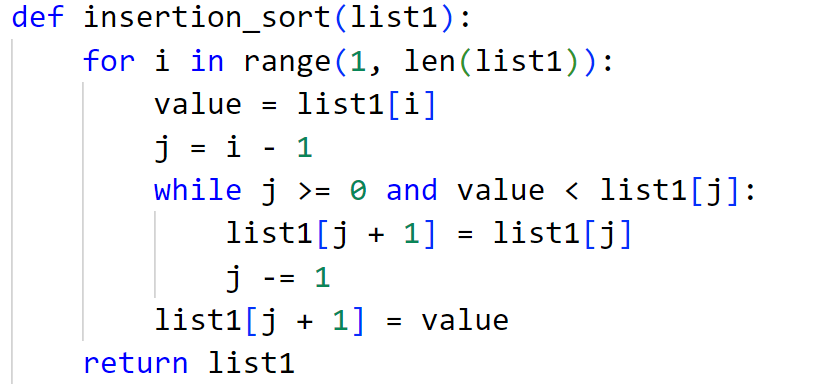 def insertion_sort(list1):
    for i in range(1, len(list1)):
        value = list1[i]
        j = i - 1
        while j >= 0 and value < list1[j]:
            list1[j + 1] = list1[j]
            j -= 1
        list1[j + 1] = value
    return list1